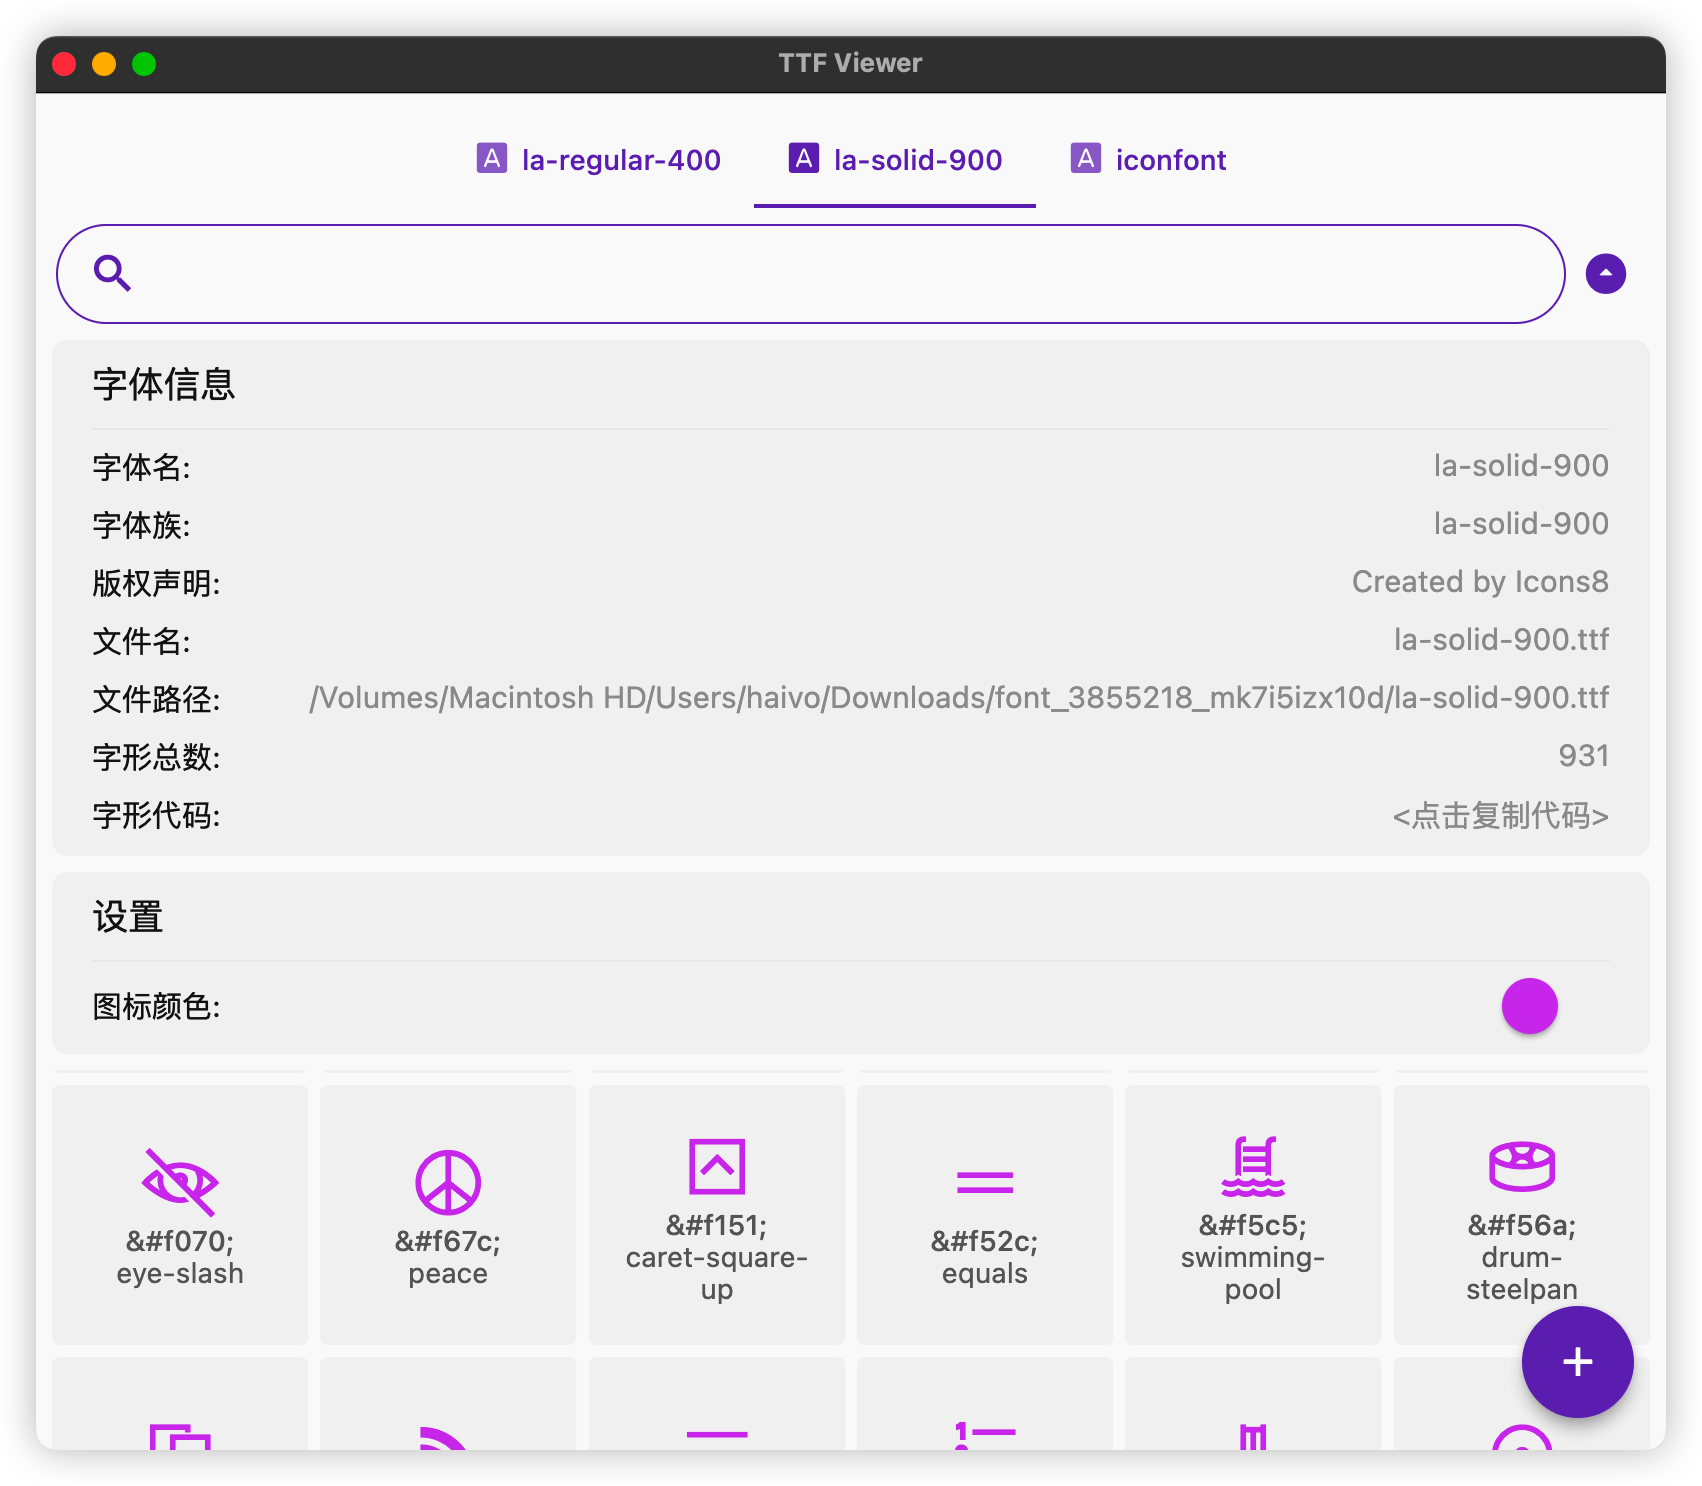 TTF Viewer
la-regular-400
la-solid-900
iconfont
字体信息
字体名: la-solid-900
字体族: la-solid-900
版权声明: Created by Icons8
文件名: la-solid-900.ttf
文件路径: /Volumes/Macintosh HD/Users/haivo/Downloads/font_3855218_mk7i5izx10d/la-solid-900.ttf
字形总数: 931
字形代码: <点击复制代码>
设置
图标颜色:
&#f070;
eye-slash
&#f67c;
peace
&#f151;
caret-square-
up
&#f52c;
equals
&#f5c5;
swimming-
pool
&#f56a;
drum-
steelpan